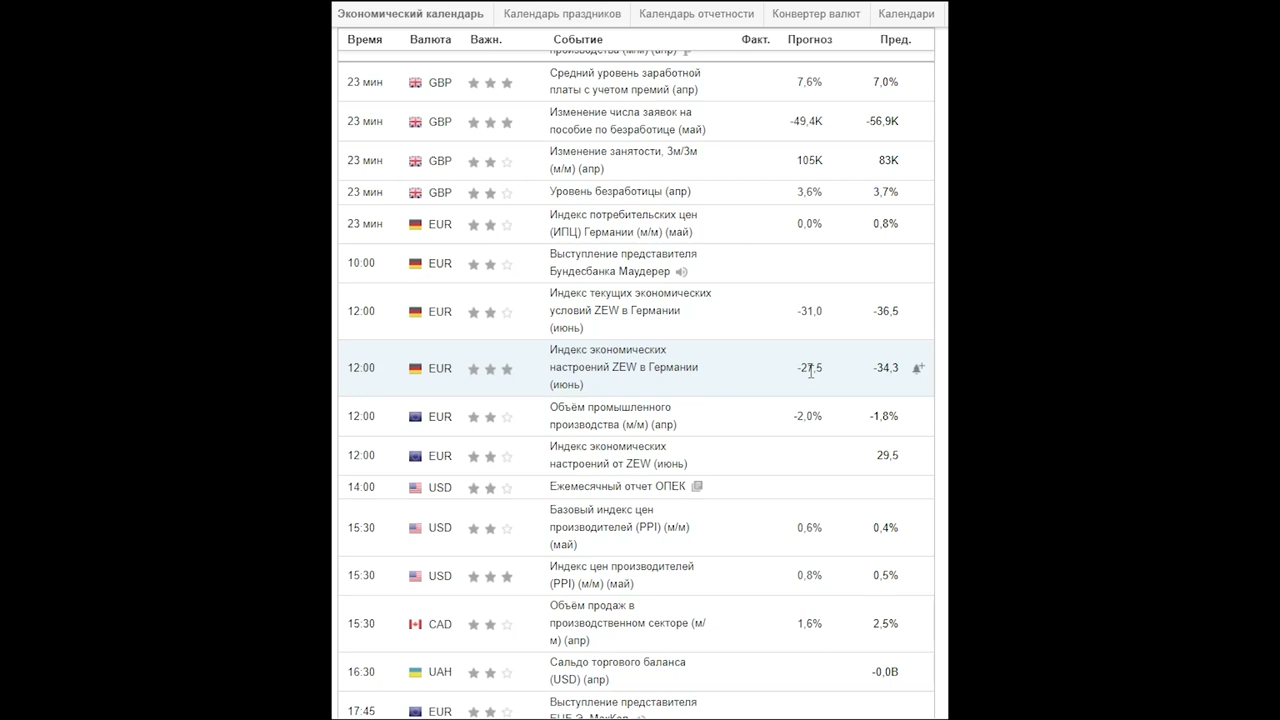 Экономический календарь Календарь праздников Календарь отчетности Конвертер валют Календари
Время Валюта Важн. Событие Факт. Прогноз Пред.
производства (м/м) (апр)
23 мин GBP Средний уровень заработной
платы с учетом премий (апр) 7,6% 7,0%
23 мин GBP Изменение числа заявок на
пособие по безработице (май) -49,4K -56,9K
23 мин GBP Изменение занятости, 3м/3м
(м/м) (апр) 105K 83K
23 мин GBP Уровень безработицы (апр) 3,6% 3,7%
23 мин EUR Индекс потребительских цен
(ИПЦ) Германии (м/м) (май) 0,0% 0,8%
10:00 EUR Выступление представителя
Бундесбанка Маудерер
12:00 EUR Индекс текущих экономических
условий ZEW в Германии
(июнь) -31,0 -36,5
12:00 EUR Индекс экономических
настроений ZEW в Германии
(июнь) -27,5 -34,3
12:00 EUR Объём промышленного
производства (м/м) (апр) -2,0% -1,8%
12:00 EUR Индекс экономических
настроений от ZEW (июнь) 29,5
14:00 USD Ежемесячный отчет ОПЕК
15:30 USD Базовый индекс цен
производителей (PPI) (м/м)
(май) 0,6% 0,4%
15:30 USD Индекс цен производителей
(PPI) (м/м) (май) 0,8% 0,5%
15:30 CAD Объём продаж в
производственном секторе (м/
м) (апр) 1,6% 2,5%
16:30 UAH Сальдо торгового баланса
(USD) (апр) -0,0B
17:45 EUR Выступление представителя